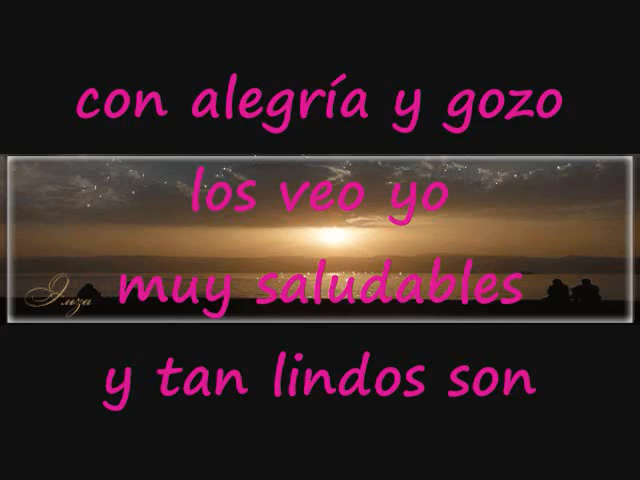 con alegría y gozo
los veo yo
muy saludables
y tan lindos son